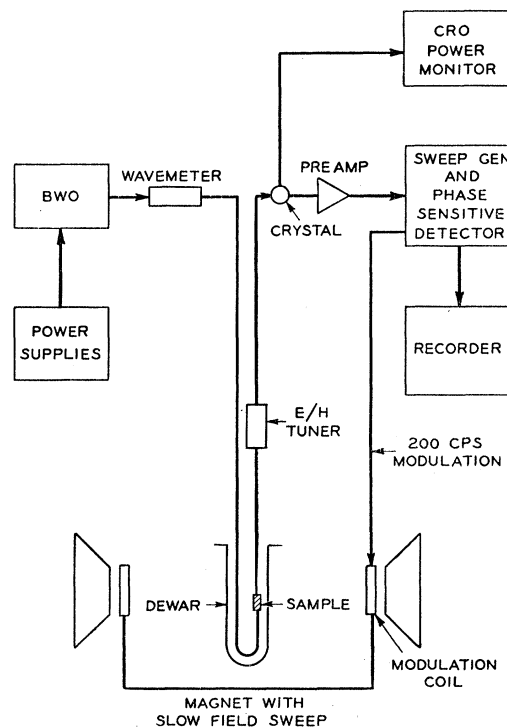 CRO
POWER
MONITOR
WAVEMETER
PREAMP
SWEEP GEN
AND
PHASE
SENSITIVE
DETECTOR
BWO
CRYSTAL
POWER
SUPPLIES
RECORDER
E/H
TUNER
200 CPS
MODULATION
DEWAR
SAMPLE
MODULATION
COIL
MAGNET WITH
SLOW FIELD SWEEP